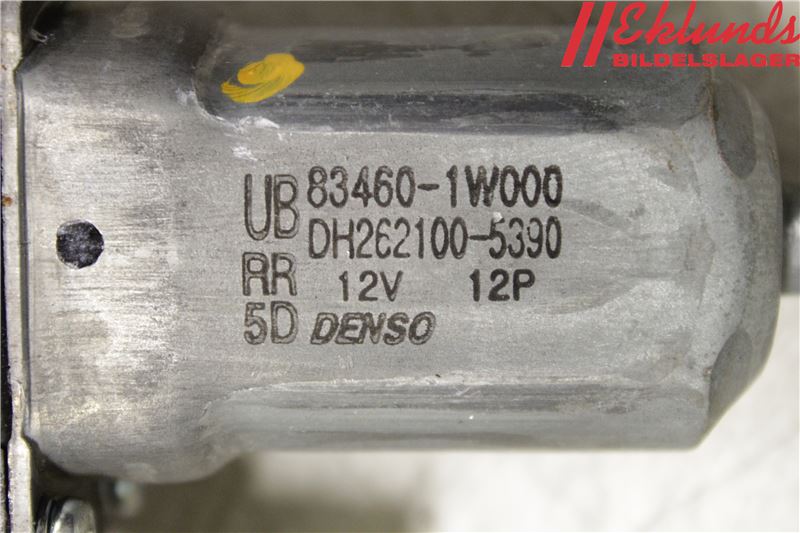 Eklunds
BILDELSLAGER
UB 83460-1W000
DH262100-5390
RR 12V 12P
5D DENSO